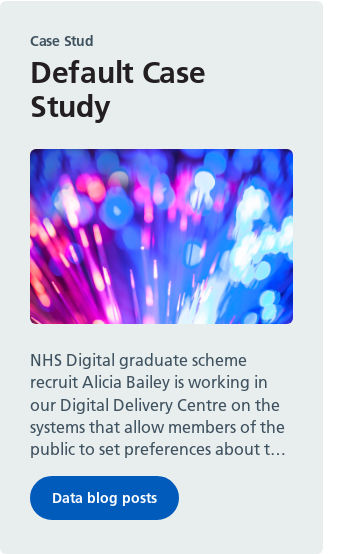 Case Stud
Default Case
Study
NHS Digital graduate scheme
recruit Alicia Bailey is working in
our Digital Delivery Centre on the
systems that allow members of the
public to set preferences about t…
Data blog posts